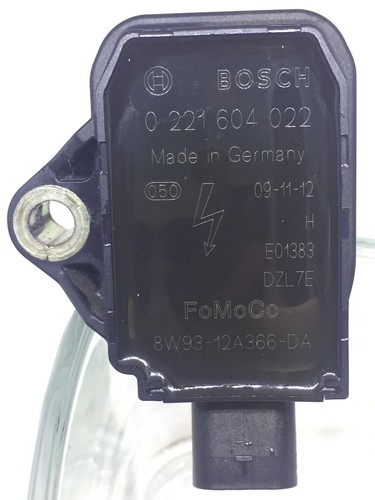 BOSCH
0 221 604 022
Made in Germany
050 09-11-12
H
E01383
DZL7E
FoMoCo
8W93-12A366-DA